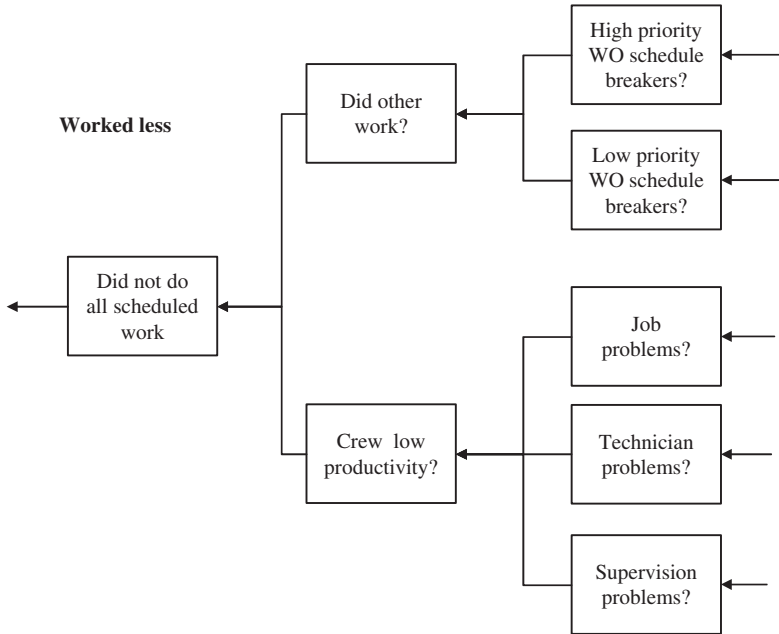 Worked less
Did not do
all scheduled
work
Did other
work?
Crew low
productivity?
High priority
WO schedule
breakers?
Low priority
WO schedule
breakers?
Job
problems?
Technician
problems?
Supervision
problems?